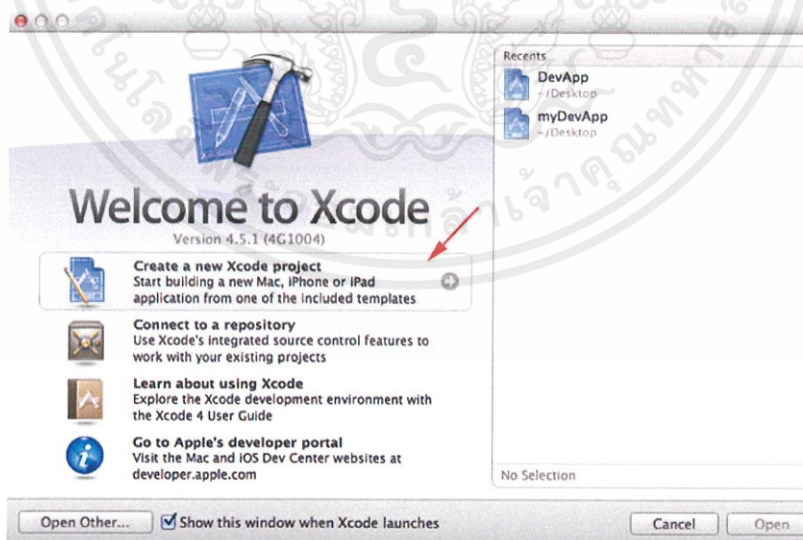 Welcome to Xcode
Version 4.5.1 (4G1004)
Create a new Xcode project
Start building a new Mac, iPhone or iPad
application from one of the included templates
Connect to a repository
Use Xcode's integrated source control features to
work with your existing projects
Learn about using Xcode
Explore the Xcode development environment with
the Xcode 4 User Guide
Go to Apple's developer portal
Visit the Mac and iOS Dev Center websites at
developer.apple.com
Open Other...
Show this window when Xcode launches
Recents
DevApp
~/Desktop
myDevApp
~/Desktop
No Selection
Cancel
Open